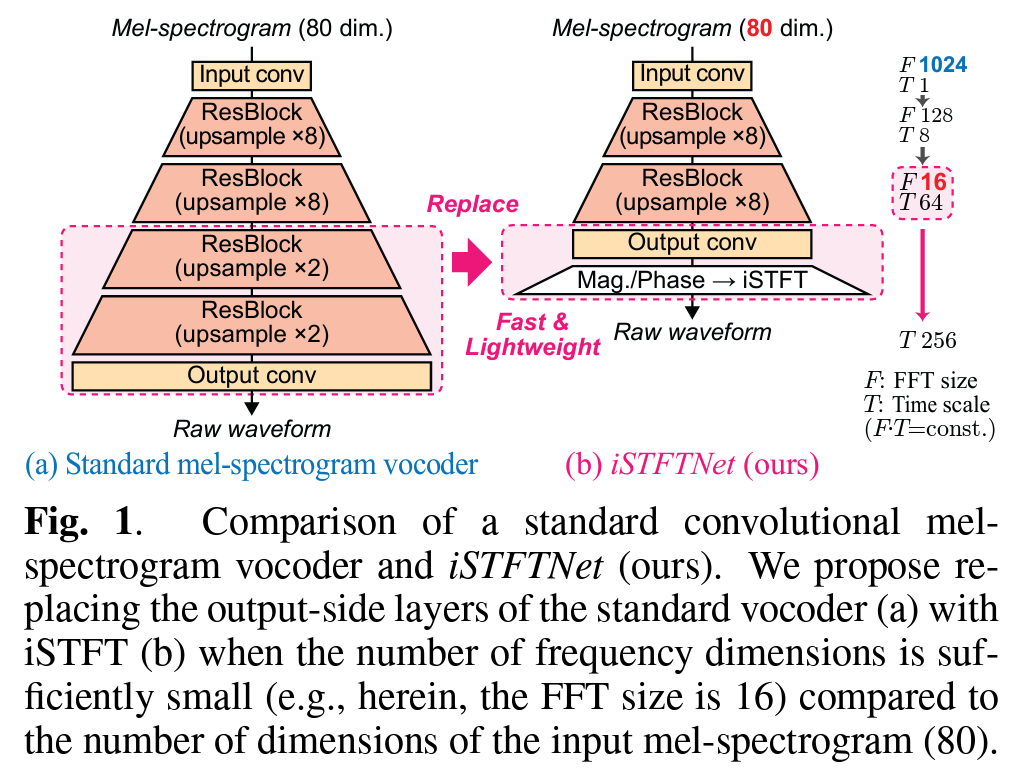 Mel-spectrogram (80 dim.)
Input conv
ResBlock
(upsample ×8)
ResBlock
(upsample ×8)
ResBlock
(upsample ×2)
ResBlock
(upsample ×2)
Output conv
Raw waveform
(a) Standard mel-spectrogram vocoder
Replace
Fast &
Lightweight
Mel-spectrogram (80 dim.)
Input conv
ResBlock
(upsample ×8)
ResBlock
(upsample ×8)
Output conv
Mag./Phase → iSTFT
Raw waveform
(b) iSTFTNet (ours)
F 1024
T 1
F 128
T 8
F 16
T 64
T 256
F: FFT size
T: Time scale
(F·T=const.)
Fig. 1. Comparison of a standard convolutional mel-
spectrogram vocoder and iSTFTNet (ours). We propose re-
placing the output-side layers of the standard vocoder (a) with
iSTFT (b) when the number of frequency dimensions is suf-
ficiently small (e.g., herein, the FFT size is 16) compared to
the number of dimensions of the input mel-spectrogram (80).